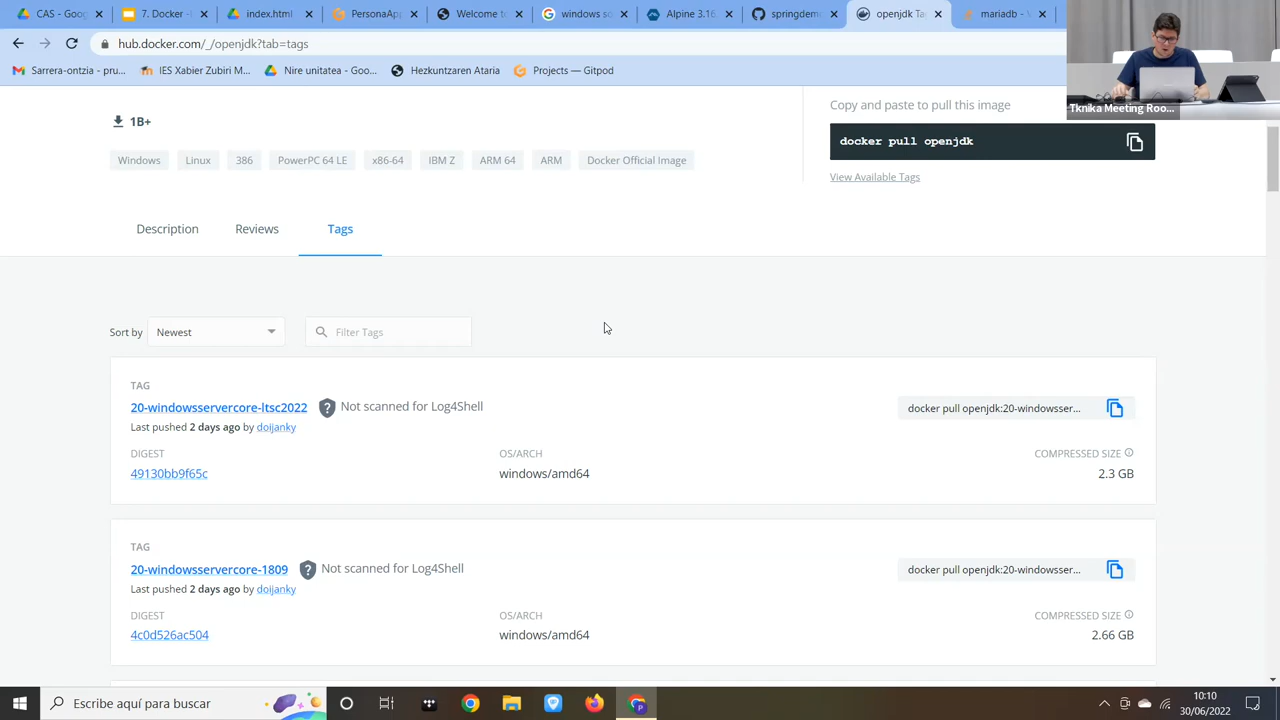 CAS - Goog
7. PersonaApp
index.html
Welcome to
windows so
Alpine 3.16
springdem
openjdk Ta
mariadb -
hub.docker.com/_/openjdk?tab=tags
Sarrera-ontzia - pru...
IES Xabier Zubiri M...
Nire unitatea - Goo...
Hezkuntzaren Ataria
Projects — Gitpod
Tknika Meeting Roo...
1B+
Copy and paste to pull this image
docker pull openjdk
View Available Tags
Windows
Linux
386
PowerPC 64 LE
x86-64
IBM Z
ARM 64
ARM
Docker Official Image
Description
Reviews
Tags
Sort by
Newest
Filter Tags
TAG
20-windowsservercore-ltsc2022
Not scanned for Log4Shell
docker pull openjdk:20-windowsser...
Last pushed 2 days ago by doijanky
DIGEST
OS/ARCH
COMPRESSED SIZE
49130bb9f65c
windows/amd64
2.3 GB
TAG
20-windowsservercore-1809
Not scanned for Log4Shell
docker pull openjdk:20-windowsser...
Last pushed 2 days ago by doijanky
DIGEST
OS/ARCH
COMPRESSED SIZE
4c0d526ac504
windows/amd64
2.66 GB
Escribe aquí para buscar
10:10
30/06/2022